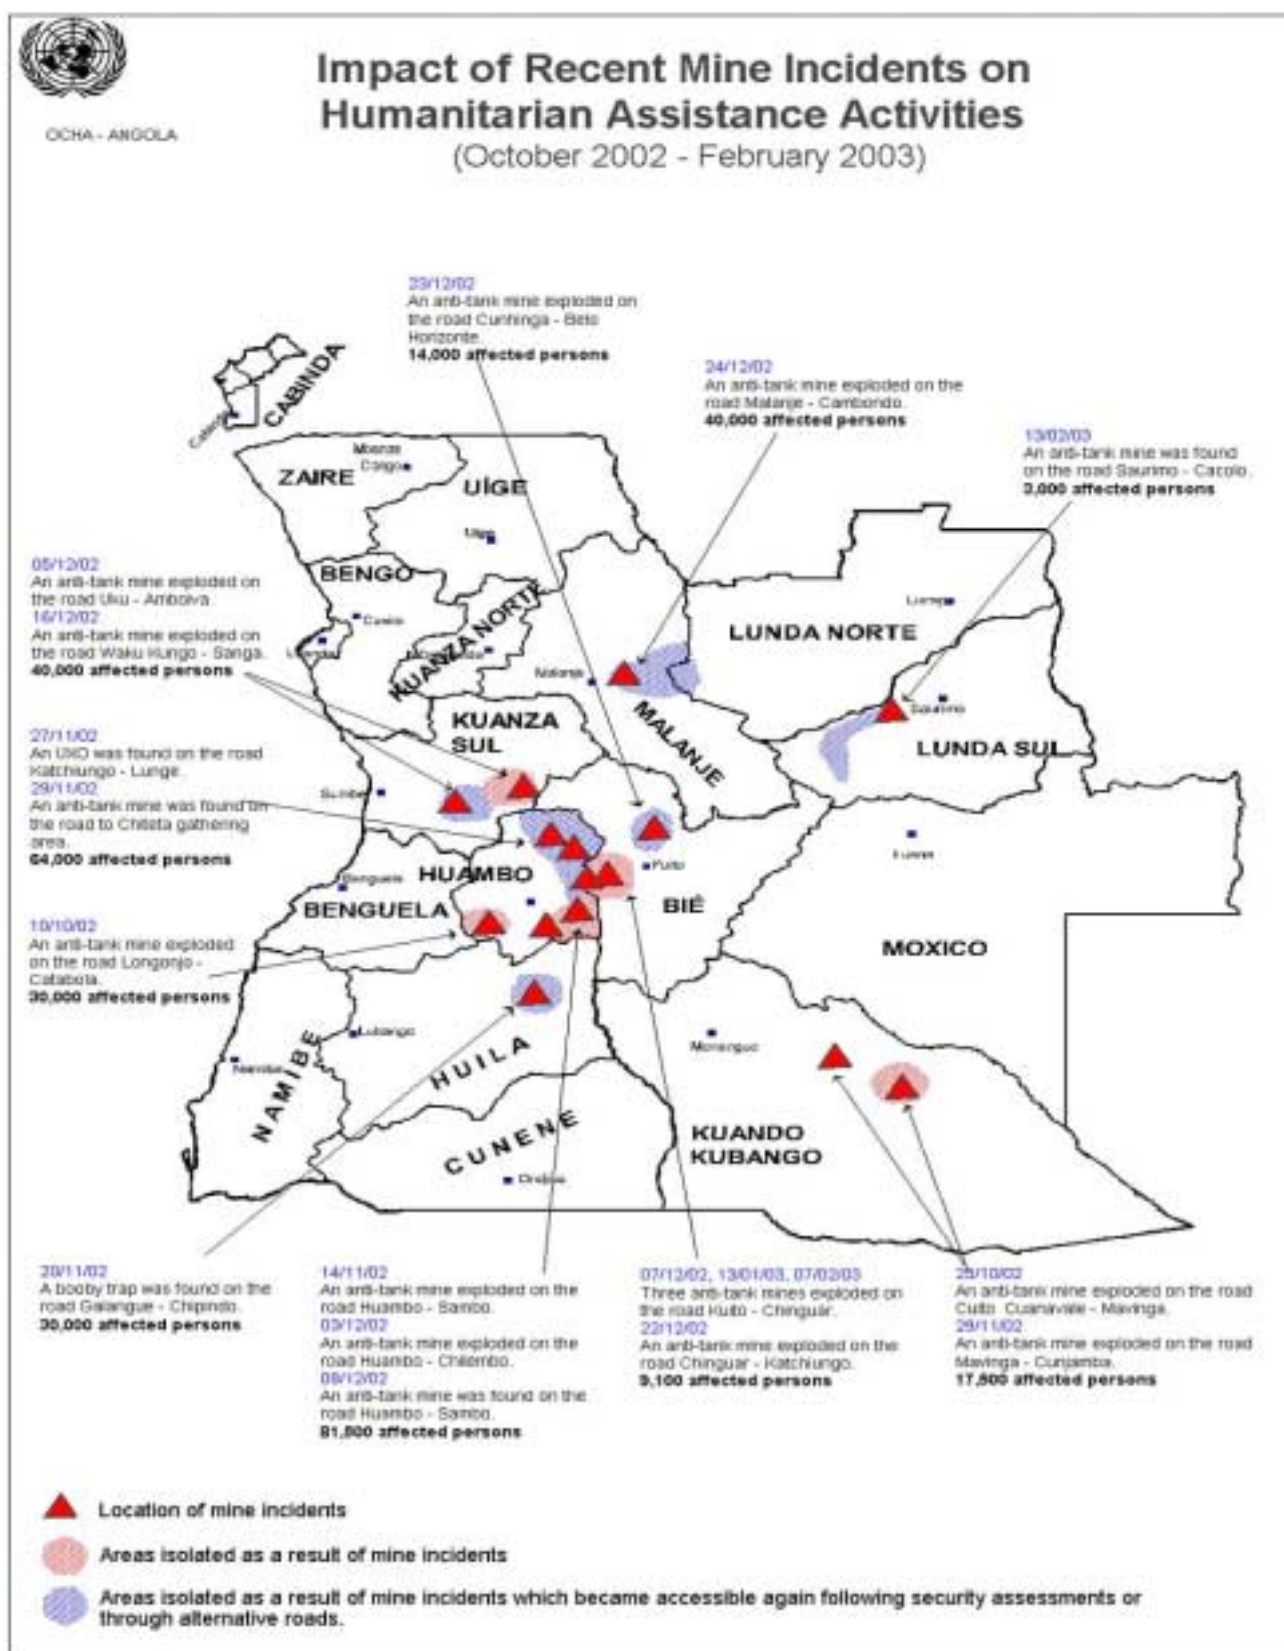 OCHA - ANGOLA
Impact of Recent Mine Incidents on
Humanitarian Assistance Activities
(October 2002 - February 2003)
23/12/02
An anti-tank mine exploded on
the road Cunhinga - Belo
Horizonte.
14,000 affected persons
24/12/02
An anti-tank mine exploded on the
road Malanje - Cambondo.
40,000 affected persons
13/02/03
An anti-tank mine was found
on the road Saurimo - Cacolo.
affected persons
05/12/02
An anti-tank mine exploded on
the road Uku - Amboiva.
16/12/02
An anti-tank mine exploded on
the road Waku Kungo - Sanga.
40,000 affected persons
27/11/02
An UXO was found on the road
Katchiungo - Lunge.
29/11/02
An anti-tank mine was found on
the road to Chiteta gathering
area.
64,000 affected persons
10/10/02
An anti-tank mine exploded
on the road Longonjo -
Catabola.
30,000 affected persons
CABINDA
ZAIRE
Mbanza
Congo
UÍGE
Uíge
BENGO
Caxito
KUANZA NORTE
LUNDA NORTE
Malanje
MALANJE
Saurimo
LUNDA SUL
KUANZA
SUL
Sumbe
HUAMBO
Benguela
BENGUELA
Kuito
BIÉ
MOXICO
Lubango
HUILA
Namibe
NAMIBE
Menongue
CUNENE
KUANDO
KUBANGO
20/11/02
A booby trap was found on the
road Galangue - Chipindo.
30,000 affected persons
14/11/02
An anti-tank mine exploded on the
road Huambo - Sambo.
03/12/02
An anti-tank mine exploded on the
road Huambo - Chilembo.
08/12/02
An anti-tank mine was found on the
road Huambo - Sambo.
affected persons
07/12/02, 13/01/03, 07/02/03
Three anti-tank mines exploded on
the road Kuito - Chinguar.
22/12/02
An anti-tank mine exploded on the
road Chinguar - Katchiungo.
9,100 affected persons
An anti-tank mine exploded on the road
Cuito Cuanavale - Mavinga.
29/11/02
An anti-tank mine exploded on the road
Mavinga - Cunjamba.
affected persons
Location of mine incidents
Areas isolated as a result of mine incidents
Areas isolated as a result of mine incidents which became accessible again following security assessments or
through alternative roads.